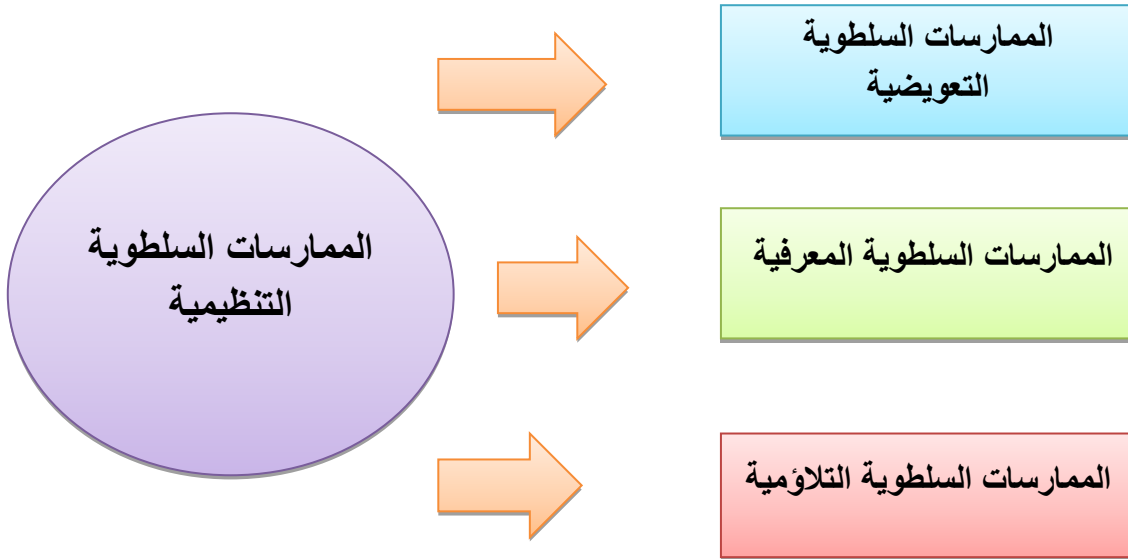 الممارسات السلطوية
التعويضية
الممارسات السلطوية
التنظيمية
الممارسات السلطوية المعرفية
الممارسات السلطوية التلاؤمية